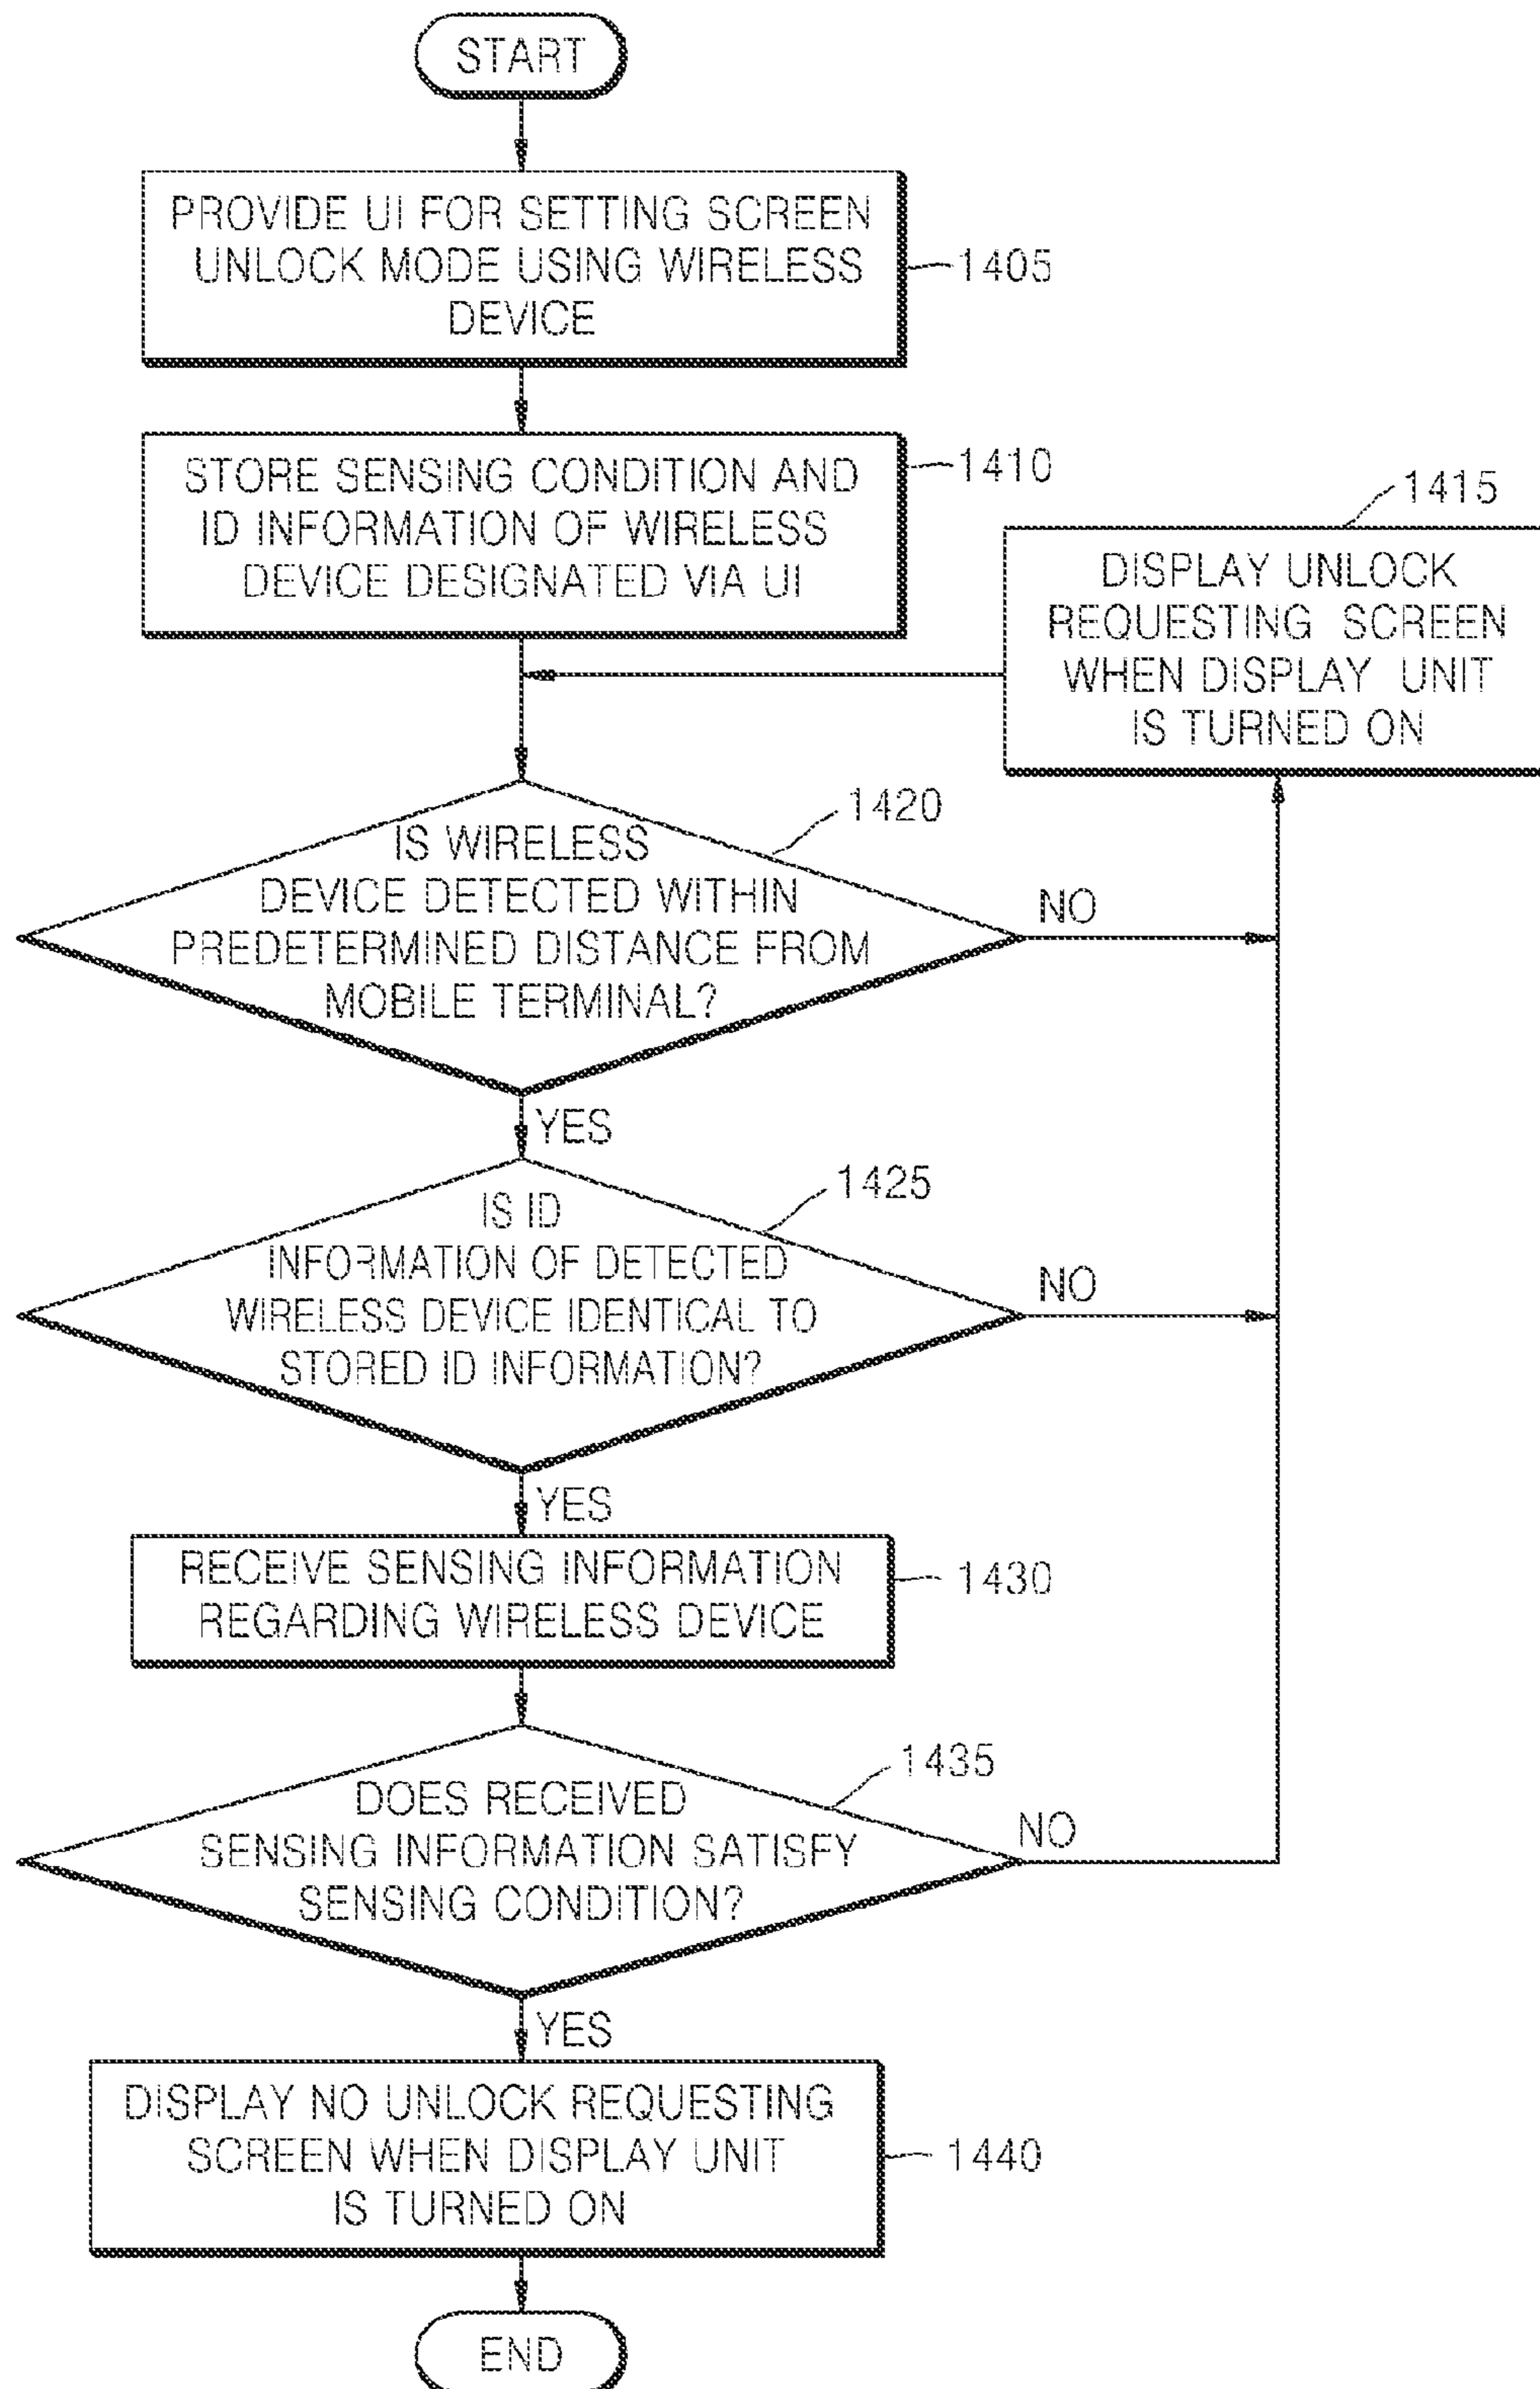 START
PROVIDE UI FOR SETTING SCREEN
UNLOCK MODE USING WIRELESS
DEVICE
1405
STORE SENSING CONDITION AND
ID INFORMATION OF WIRELESS
DEVICE DESIGNATED VIA UI
1410
1415
DISPLAY UNLOCK
REQUESTING SCREEN
WHEN DISPLAY UNIT
IS TURNED ON
1420
IS WIRELESS
DEVICE DETECTED WITHIN
PREDETERMINED DISTANCE FROM
MOBILE TERMINAL?
NO
YES
1425
IS ID
INFORMATION OF DETECTED
WIRELESS DEVICE IDENTICAL TO
STORED ID INFORMATION?
NO
YES
RECEIVE SENSING INFORMATION
REGARDING WIRELESS DEVICE
1430
1435
DOES RECEIVED
SENSING INFORMATION SATISFY
SENSING CONDITION?
NO
YES
DISPLAY NO UNLOCK REQUESTING
SCREEN WHEN DISPLAY UNIT
IS TURNED ON
1440
END